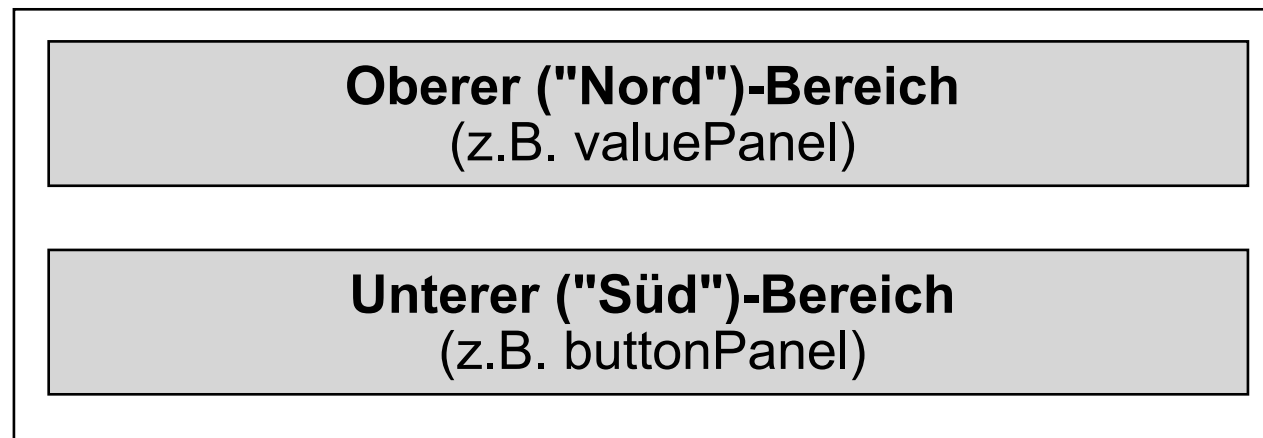 Oberer ("Nord")-Bereich
(z.B. valuePanel)
Unterer ("Süd")-Bereich
(z.B. buttonPanel)